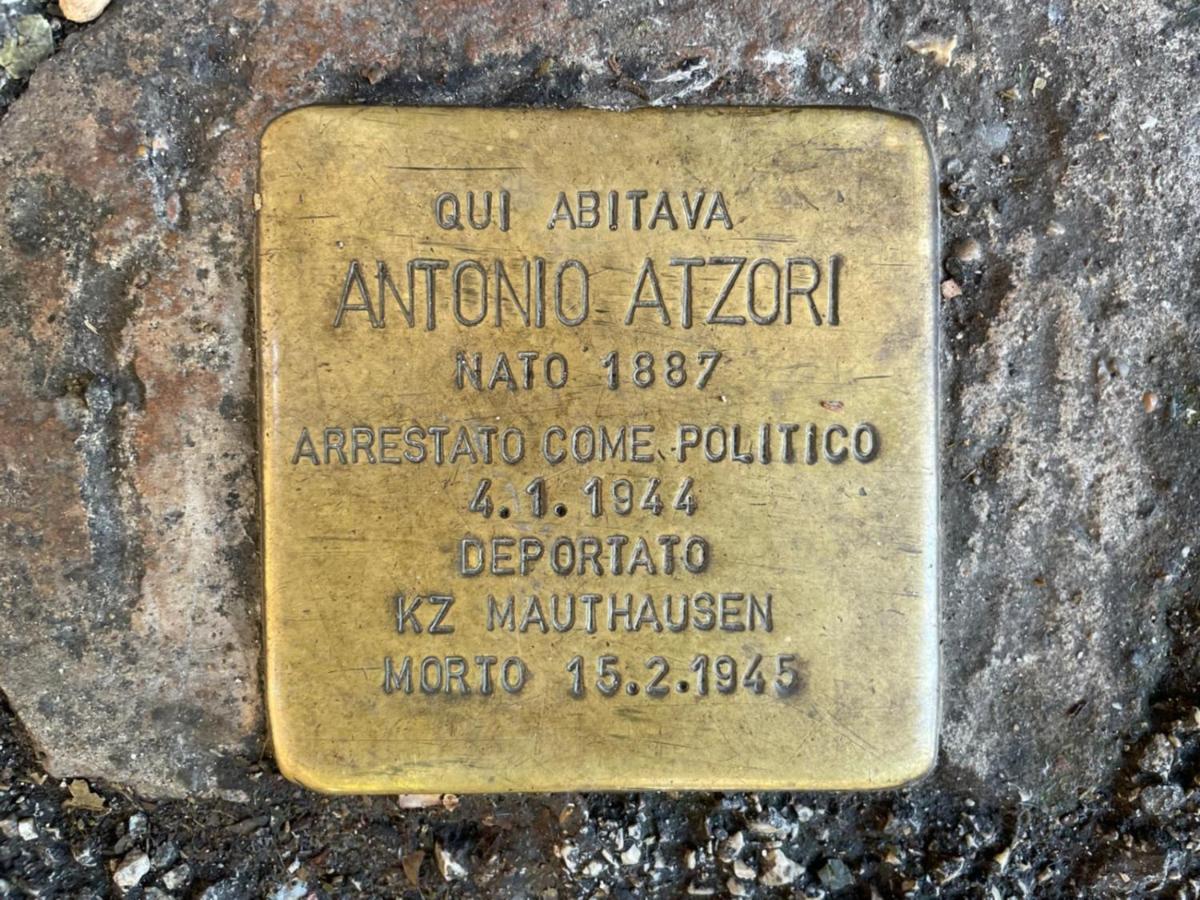 QUI ABITAVA
ANTONIO ATZORI
NATO 1887
ARRESTATO COME POLITICO
4.1.1944
DEPORTATO
KZ MAUTHAUSEN
MORTO 15.2.1945